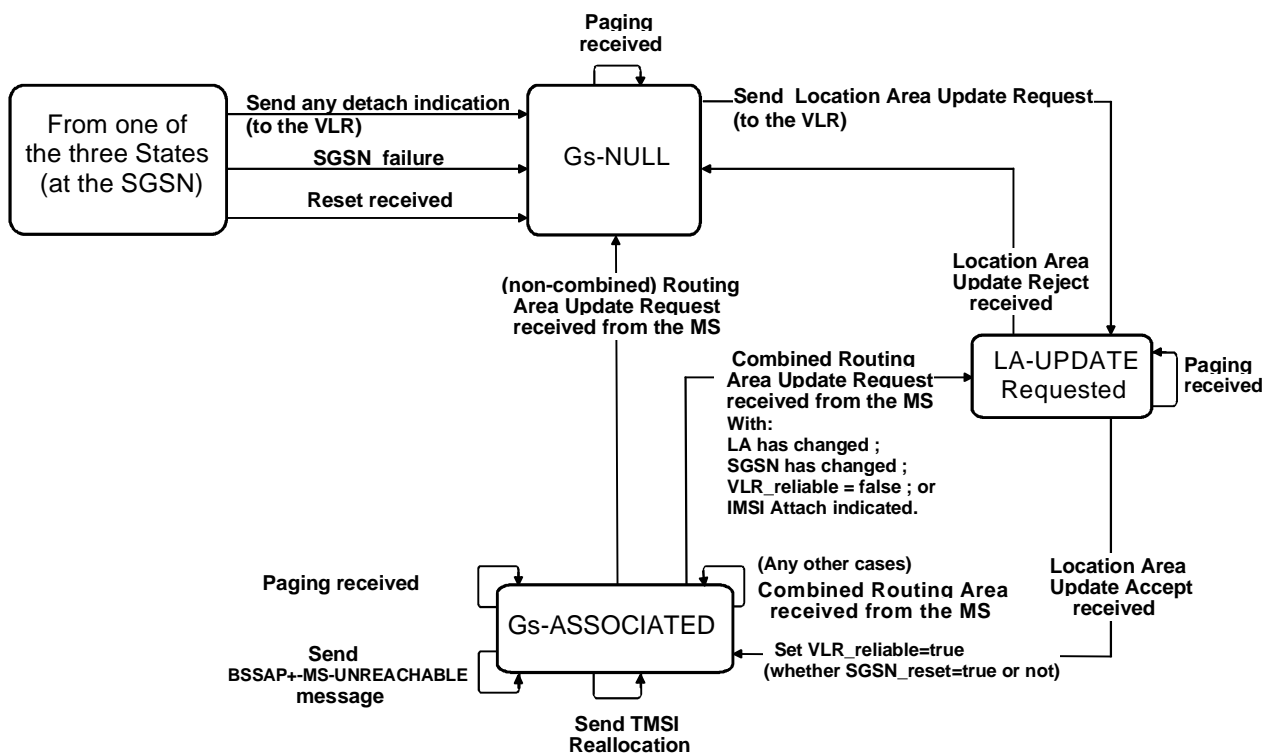 Paging
received
From one of
the three States
(at the SGSN)
Send any detach indication
(to the VLR)
SGSN failure
Reset received
Gs-NULL
Send Location Area Update Request
(to the VLR)
(non-combined) Routing
Area Update Request
received from the MS
Location Area
Update Reject
received
LA-UPDATE
Requested
Paging
received
Combined Routing
Area Update Request
received from the MS
With:
LA has changed ;
SGSN has changed ;
VLR_reliable = false ; or
IMSI Attach indicated.
Location Area
Update Accept
received
(Any other cases)
Combined Routing Area
received from the MS
Paging received
Gs-ASSOCIATED
Set VLR_reliable=true
(whether SGSN_reset=true or not)
Send
BSSAP+-MS-UNREACHABLE
message
Send TMSI
Reallocation